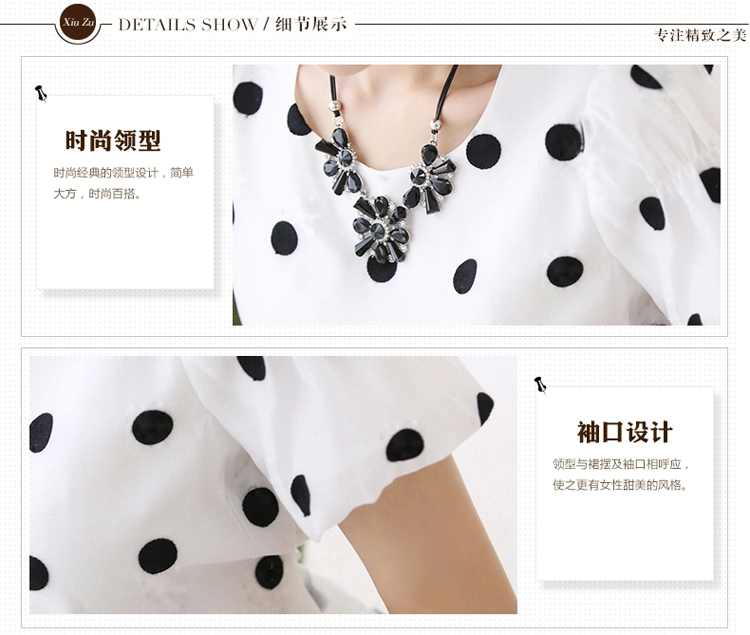 Xiu Zu
DETAILS SHOW / 细节展示
专注精致之美
时尚领型
时尚经典的领型设计，简单
大方，时尚百搭。
袖口设计
领型与裙摆及袖口相呼应，
使之更有女性甜美的风格。